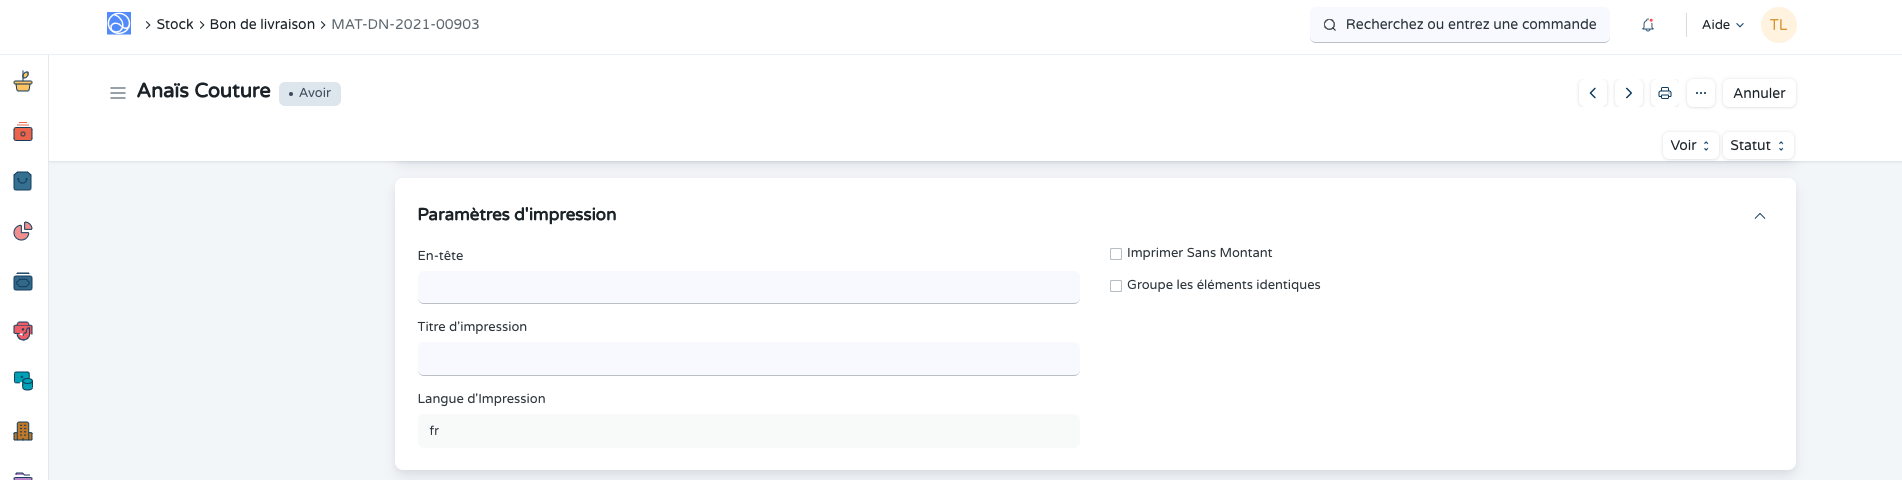 Stock Bon de livraison MAT-DN-2021-00903 Recherchez ou entrez une commande Aide TL
Anaïs Couture Avoir Annuler
Voir Statut
Paramètres d'impression
En-tête
Imprimer Sans Montant
Groupe les éléments identiques
Titre d'impression
Langue d'Impression
fr